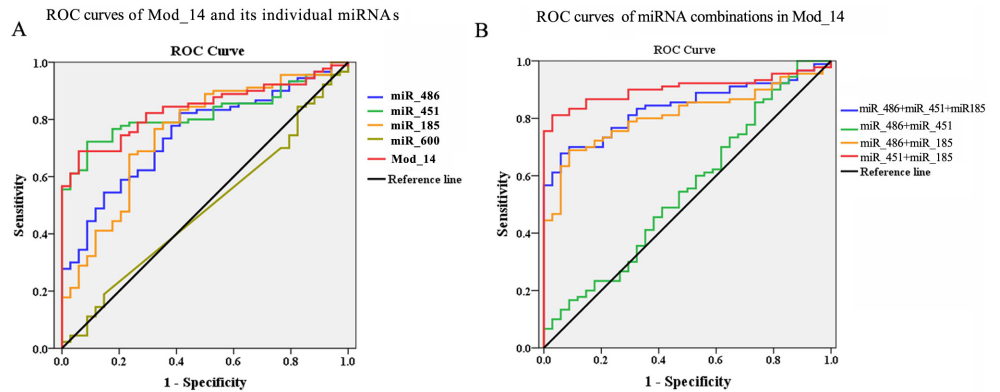 ROC curves of Mod_14 and its individual miRNAs
A
ROC Curve
1.0
0.8
0.6
0.4
0.2
0.0
Sensitivity
0.0 0.2 0.4 0.6 0.8 1.0
1 - Specificity
miR_486
miR_451
miR_185
miR_600
Mod_14
Reference line
ROC curves of miRNA combinations in Mod_14
B
ROC Curve
1.0
0.8
0.6
0.4
0.2
0.0
Sensitivity
0.0 0.2 0.4 0.6 0.8 1.0
1 - Specificity
miR_486+miR_451+miR185
miR_486+miR_451
miR_486+miR_185
miR_451+miR_185
Reference line